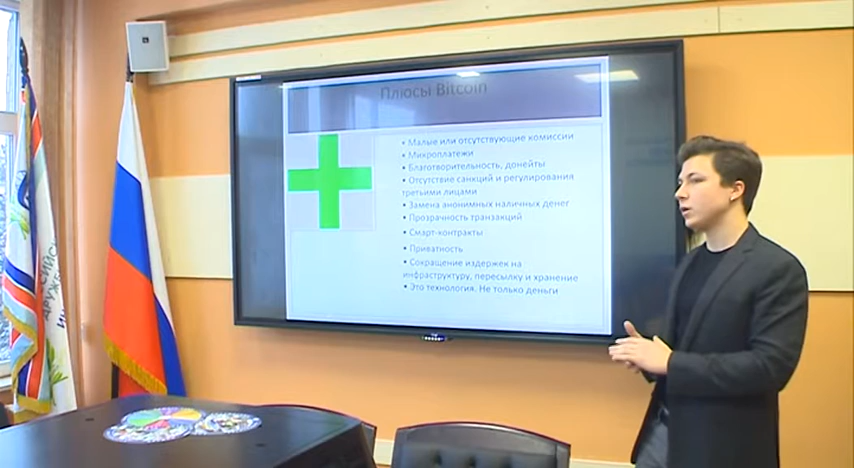 Плюсы Bitcoin
• Малые или отсутствующие комиссии
• Микроплатежи
• Благотворительность, донейты
• Отсутствие санкций и регулирования
третьими лицами
• Замена анонимных наличных денег
• Прозрачность транзакций
• Смарт-контракты
• Приватность
• Сокращение издержек на
инфраструктуру, пересылку и хранение
• Это технология. Не только деньги